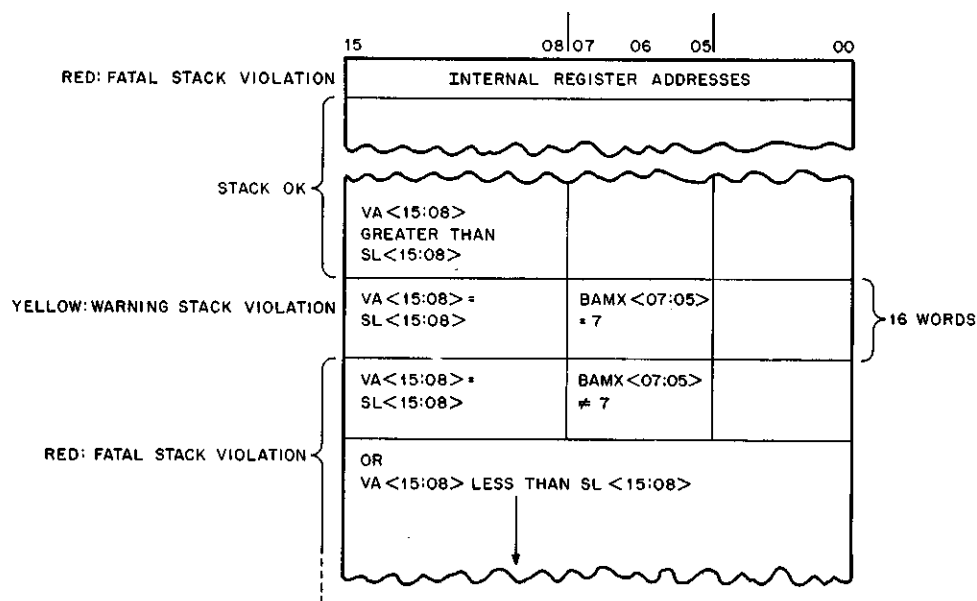 15 08 07 06 05 00
RED: FATAL STACK VIOLATION
INTERNAL REGISTER ADDRESSES
STACK OK
VA <15:08>
GREATER THAN
SL<15:08>
YELLOW: WARNING STACK VIOLATION
VA <15:08> =
SL<15:08>
BAMX <07:05>
= 7
16 WORDS
VA <15:08> =
SL<15:08>
BAMX <07:05>
≠ 7
RED: FATAL STACK VIOLATION
OR
VA <15:08> LESS THAN SL <15:08>